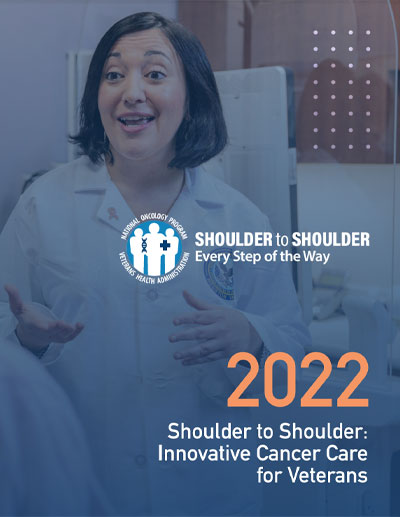 NATIONAL ONCOLOGY PROGRAM
VETERANS HEALTH ADMINISTRATION
SHOULDER to SHOULDER
Every Step of the Way
2022
Shoulder to Shoulder:
Innovative Cancer Care
for Veterans